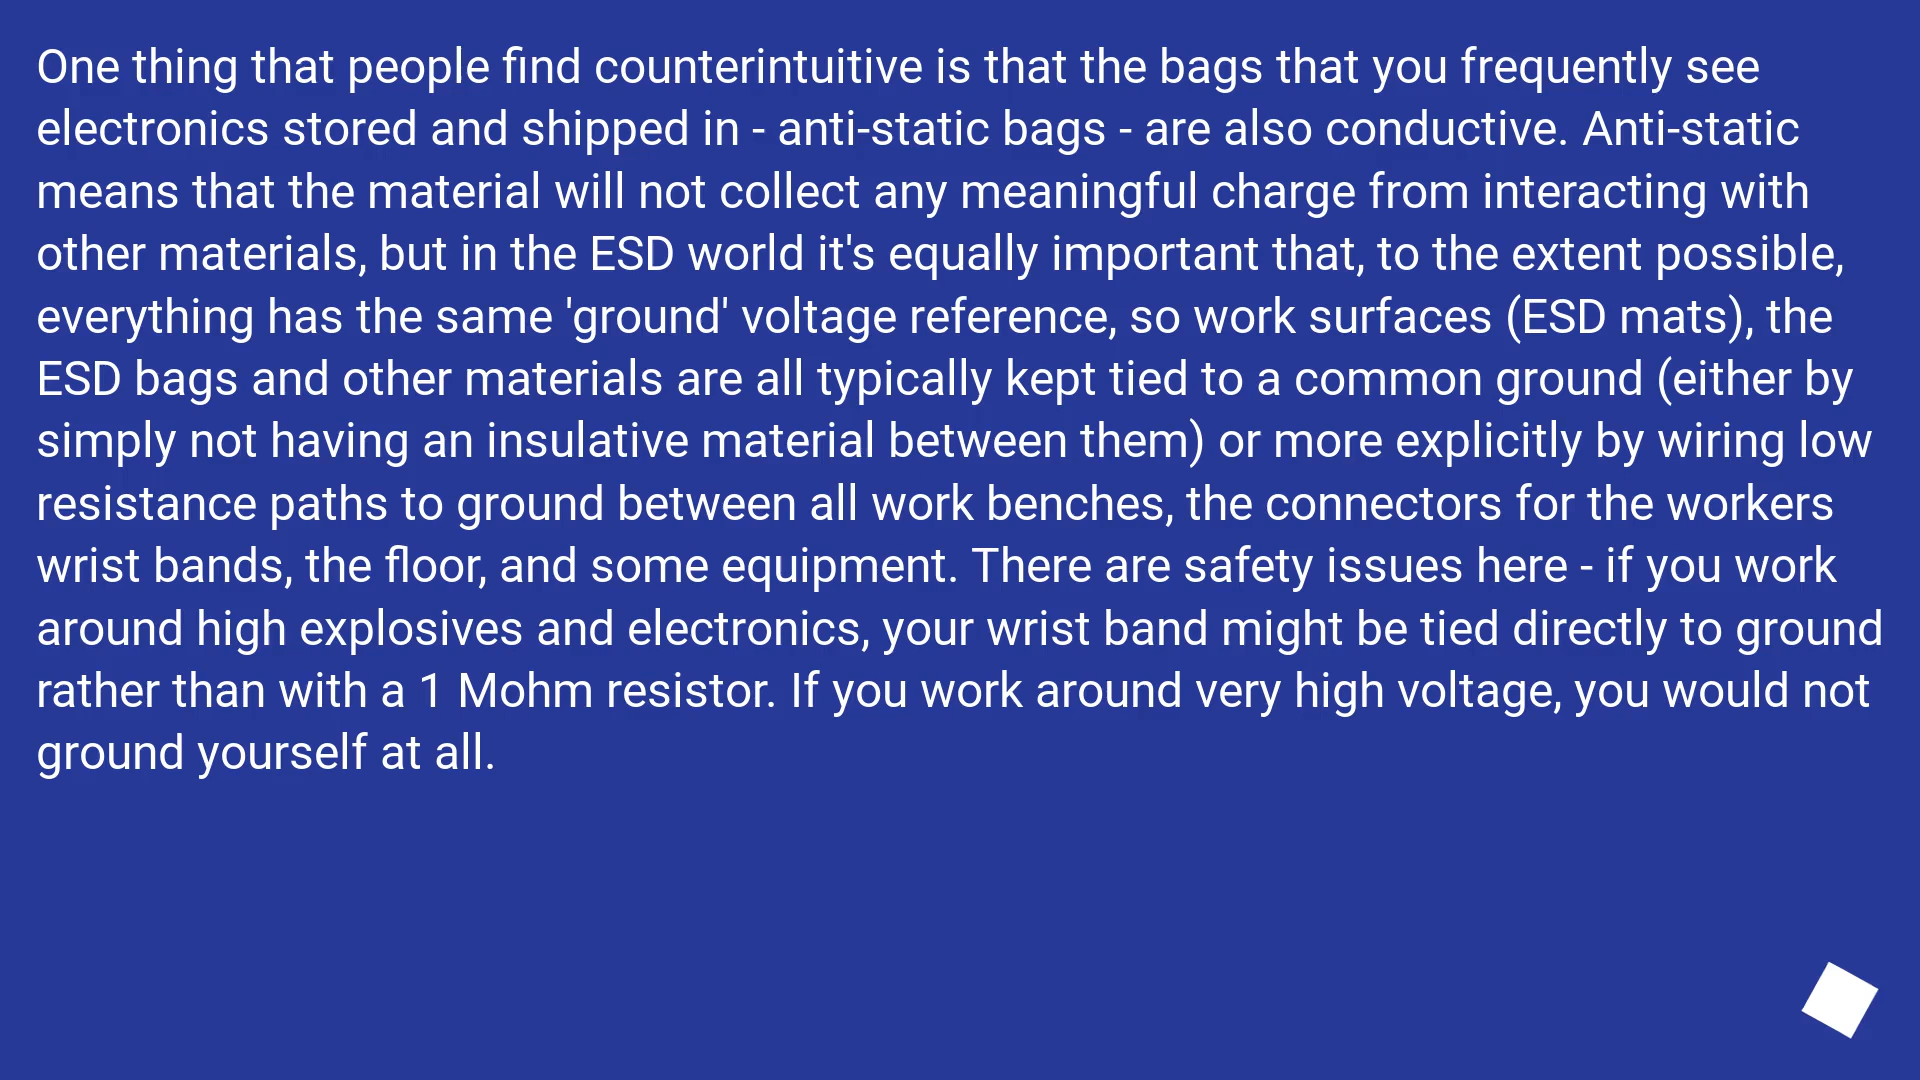 One thing that people find counterintuitive is that the bags that you frequently see
electronics stored and shipped in - anti-static bags - are also conductive. Anti-static
means that the material will not collect any meaningful charge from interacting with
other materials, but in the ESD world it's equally important that, to the extent possible,
everything has the same 'ground' voltage reference, so work surfaces (ESD mats), the
ESD bags and other materials are all typically kept tied to a common ground (either by
simply not having an insulative material between them) or more explicitly by wiring low
resistance paths to ground between all work benches, the connectors for the workers
wrist bands, the floor, and some equipment. There are safety issues here - if you work
around high explosives and electronics, your wrist band might be tied directly to ground
rather than with a 1 Mohm resistor. If you work around very high voltage, you would not
ground yourself at all.